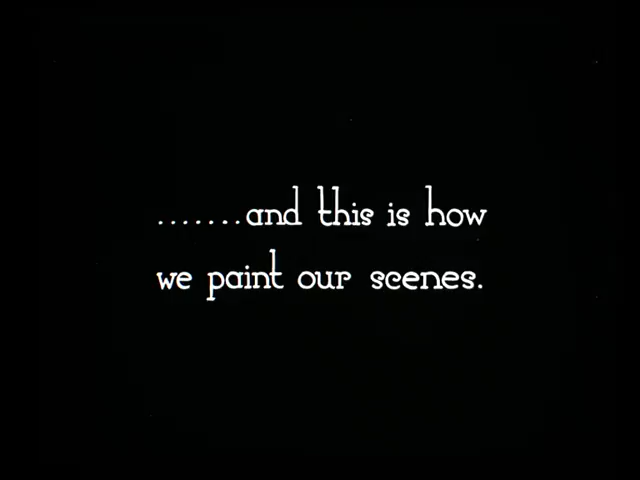 .......and this is how
we paint our scenes.